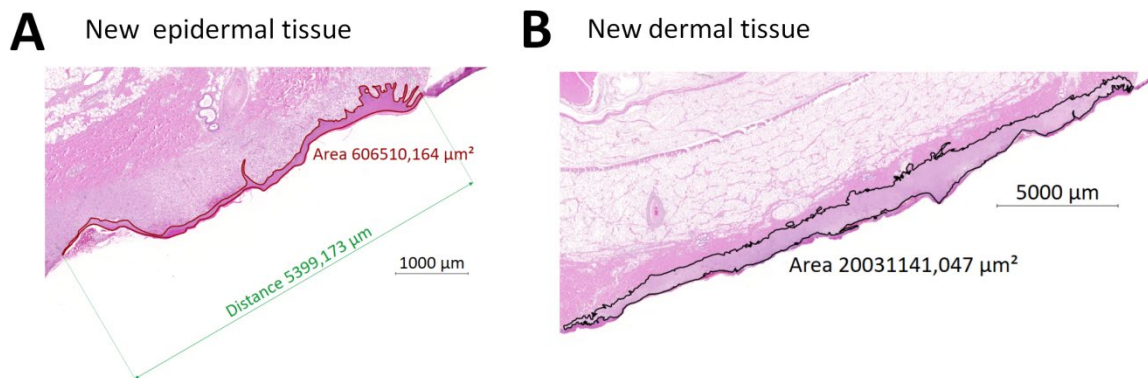 A New epidermal tissue
Area 606510,164 µm²
Distance 5399,173 µm
1000 µm
B New dermal tissue
5000 µm
Area 20031141,047 µm²